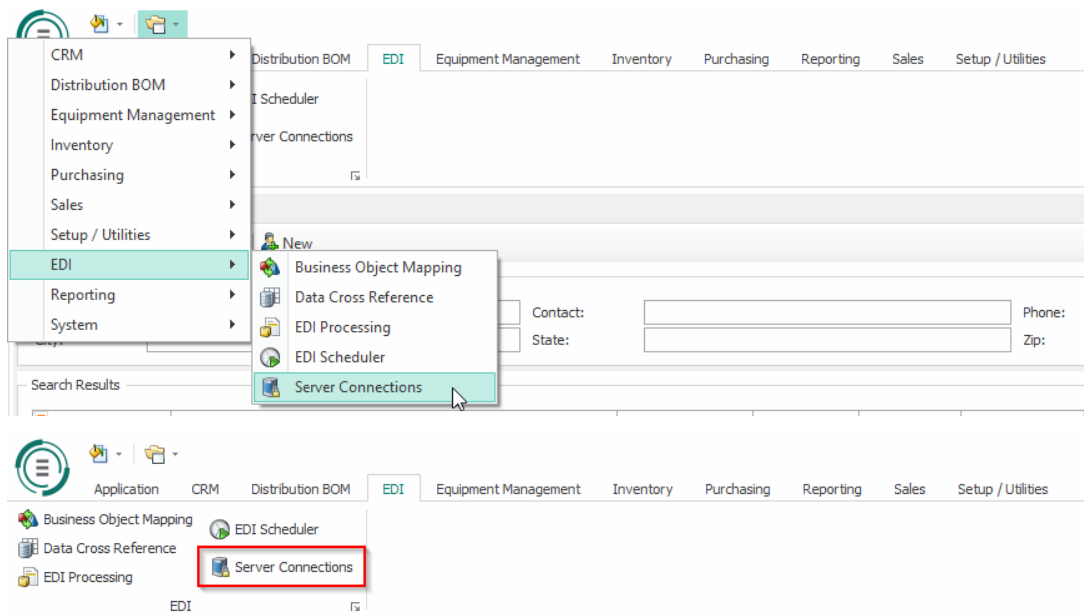 CRM
Distribution BOM
EDI
Equipment Management
Inventory
Purchasing
Reporting
Sales
Setup / Utilities
Distribution BOM
Equipment Management
Inventory
Purchasing
Sales
Setup / Utilities
EDI
Reporting
System
Scheduler
Connections
New
Business Object Mapping
Data Cross Reference
EDI Processing
EDI Scheduler
Server Connections
Contact:
Phone:
State:
Zip:
Search Results
Application
CRM
Distribution BOM
EDI
Equipment Management
Inventory
Purchasing
Reporting
Sales
Setup / Utilities
Business Object Mapping
EDI Scheduler
Data Cross Reference
Server Connections
EDI Processing
EDI